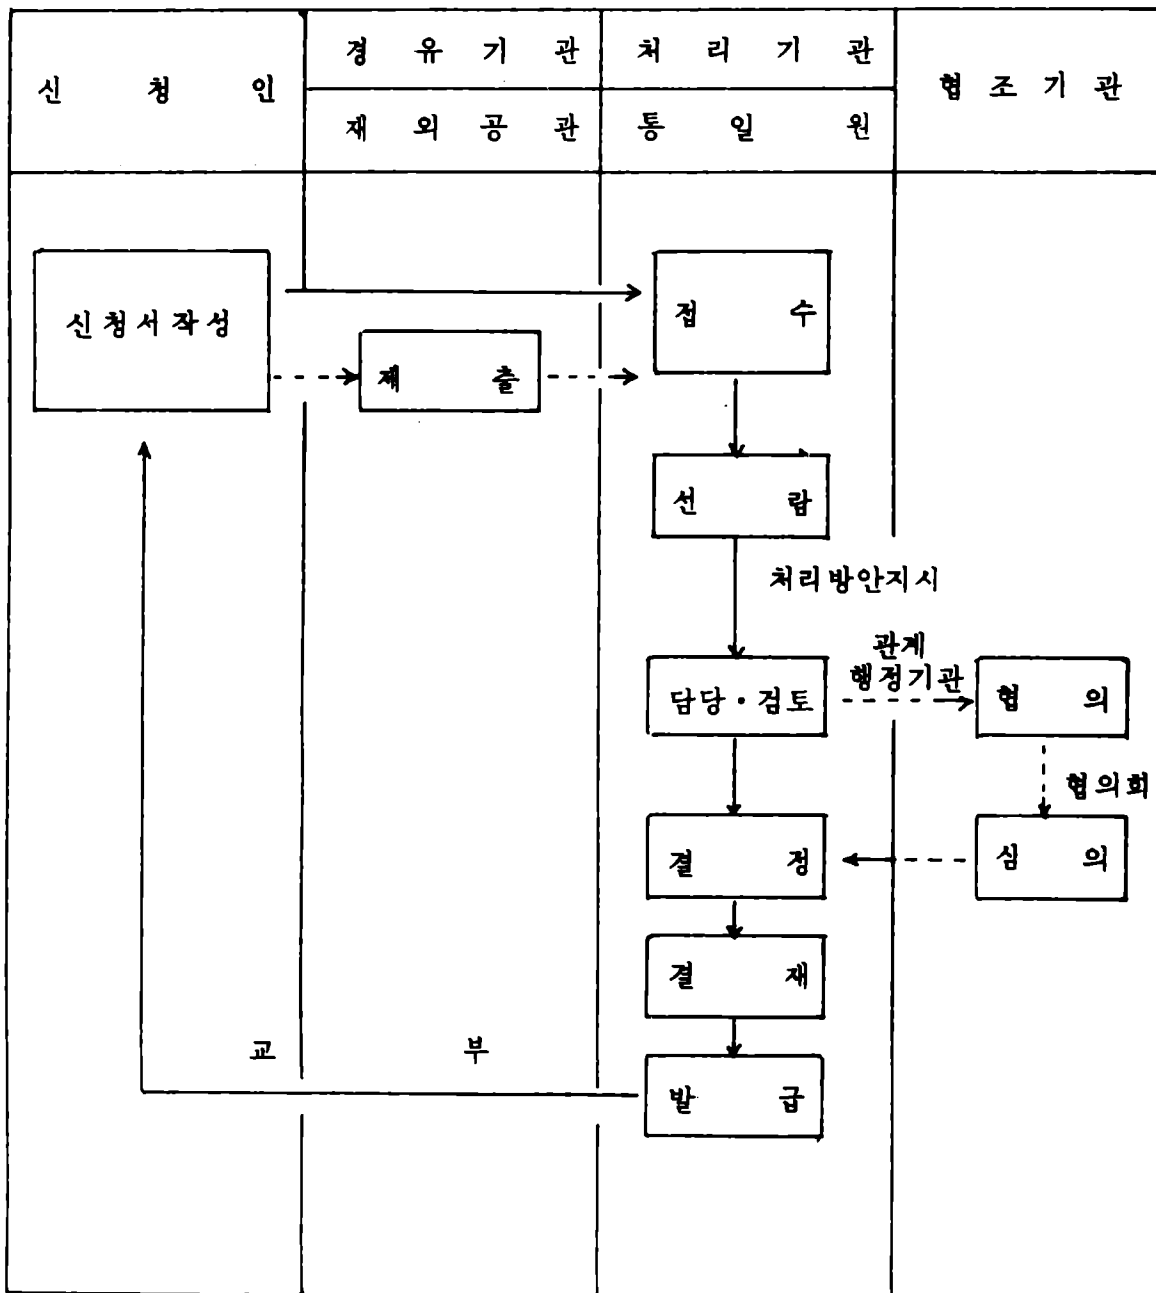 신 청 인
경 유 기 관
재 외 공 관
처 리 기 관
통 일 원
협 조 기 관
신청서작성
제 출
접 수
선 람
처리방안지시
담당·검토
관계
행정기관
협 의
협의회
심 의
결 정
결 재
발 급
교 부